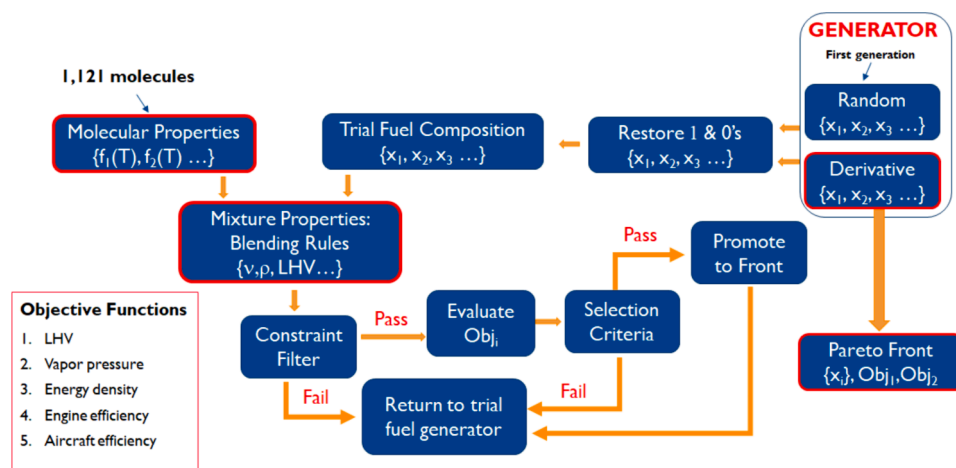 GENERATOR
First generation
1,121 molecules
Molecular Properties
{f₁(T), f₂(T) ...}
Trial Fuel Composition
{x₁, x₂, x₃ ...}
Restore 1 & 0's
{x₁, x₂, x₃ ...}
Random
{x₁, x₂, x₃ ...}
Derivative
{x₁, x₂, x₃ ...}
Mixture Properties:
Blending Rules
{ν,ρ, LHV...}
Pass
Promote
to Front
Objective Functions
1. LHV
2. Vapor pressure
3. Energy density
4. Engine efficiency
5. Aircraft efficiency
Constraint
Filter
Pass
Evaluate
Objᵢ
Selection
Criteria
Pareto Front
{xᵢ}, Obj₁,Obj₂
Fail
Return to trial
fuel generator
Fail